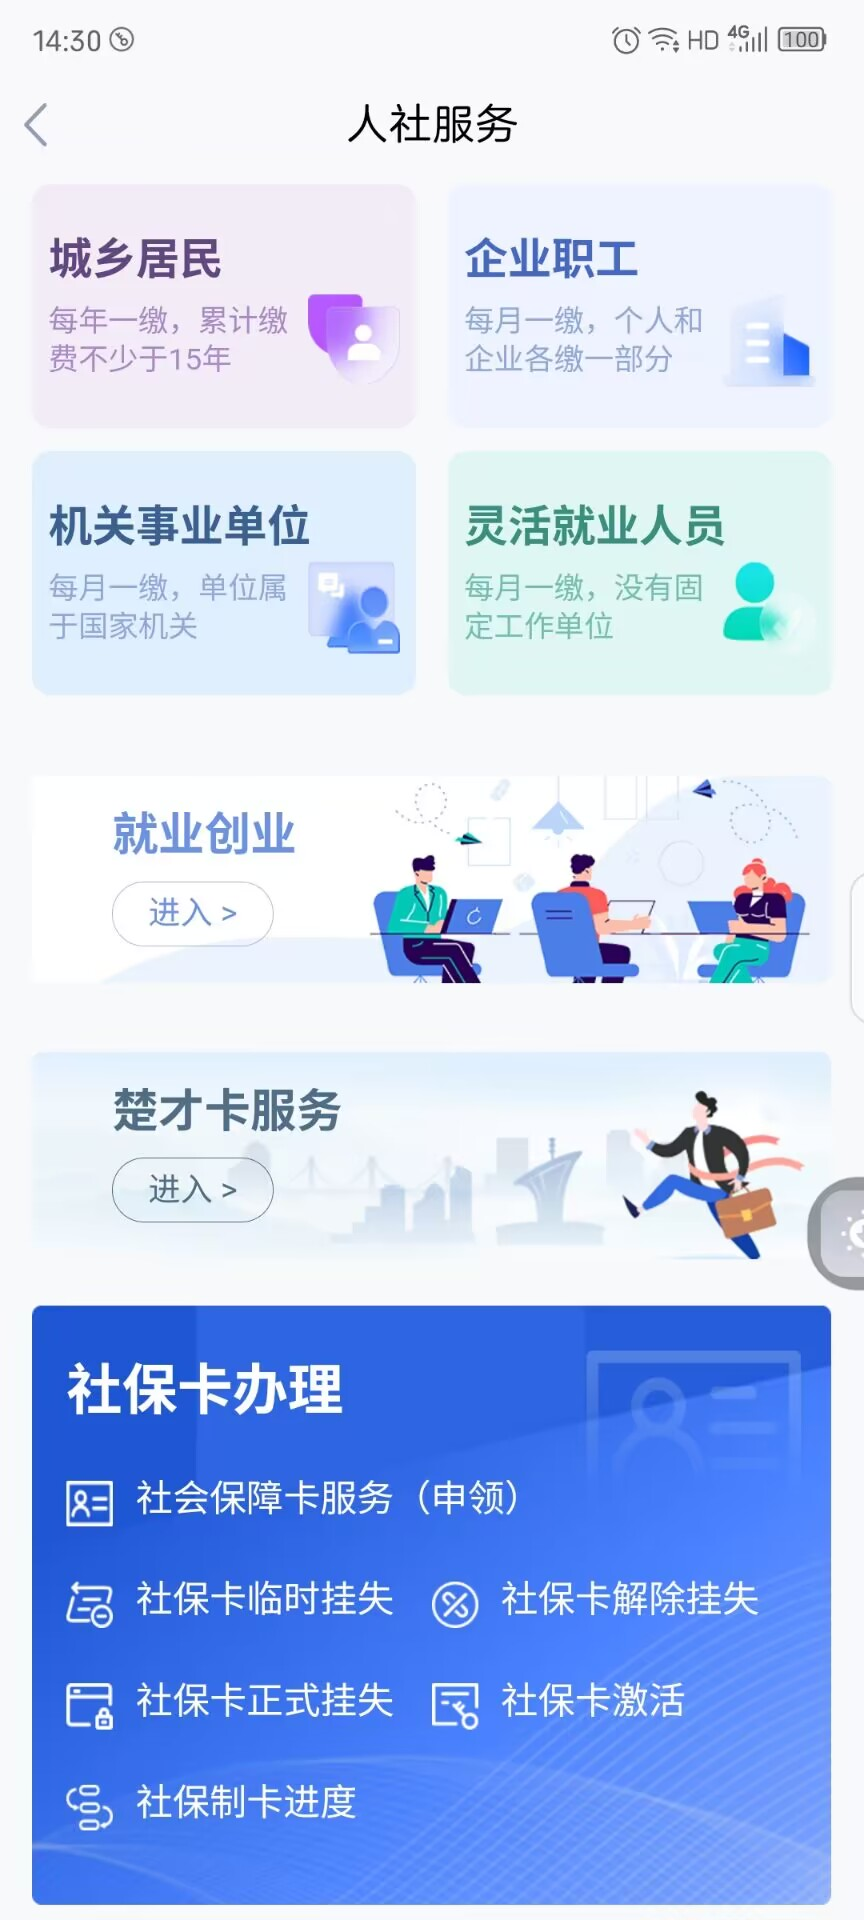 14:30
HD 4G 100
人社服务
城乡居民
每年一缴，累计缴
费不少于15年
企业职工
每月一缴，个人和
企业各缴一部分
机关事业单位
每月一缴，单位属
于国家机关
灵活就业人员
每月一缴，没有固
定工作单位
就业创业
进入 >
楚才卡服务
进入 >
社保卡办理
社会保障卡服务（申领）
社保卡临时挂失
社保卡解除挂失
社保卡正式挂失
社保卡激活
社保制卡进度